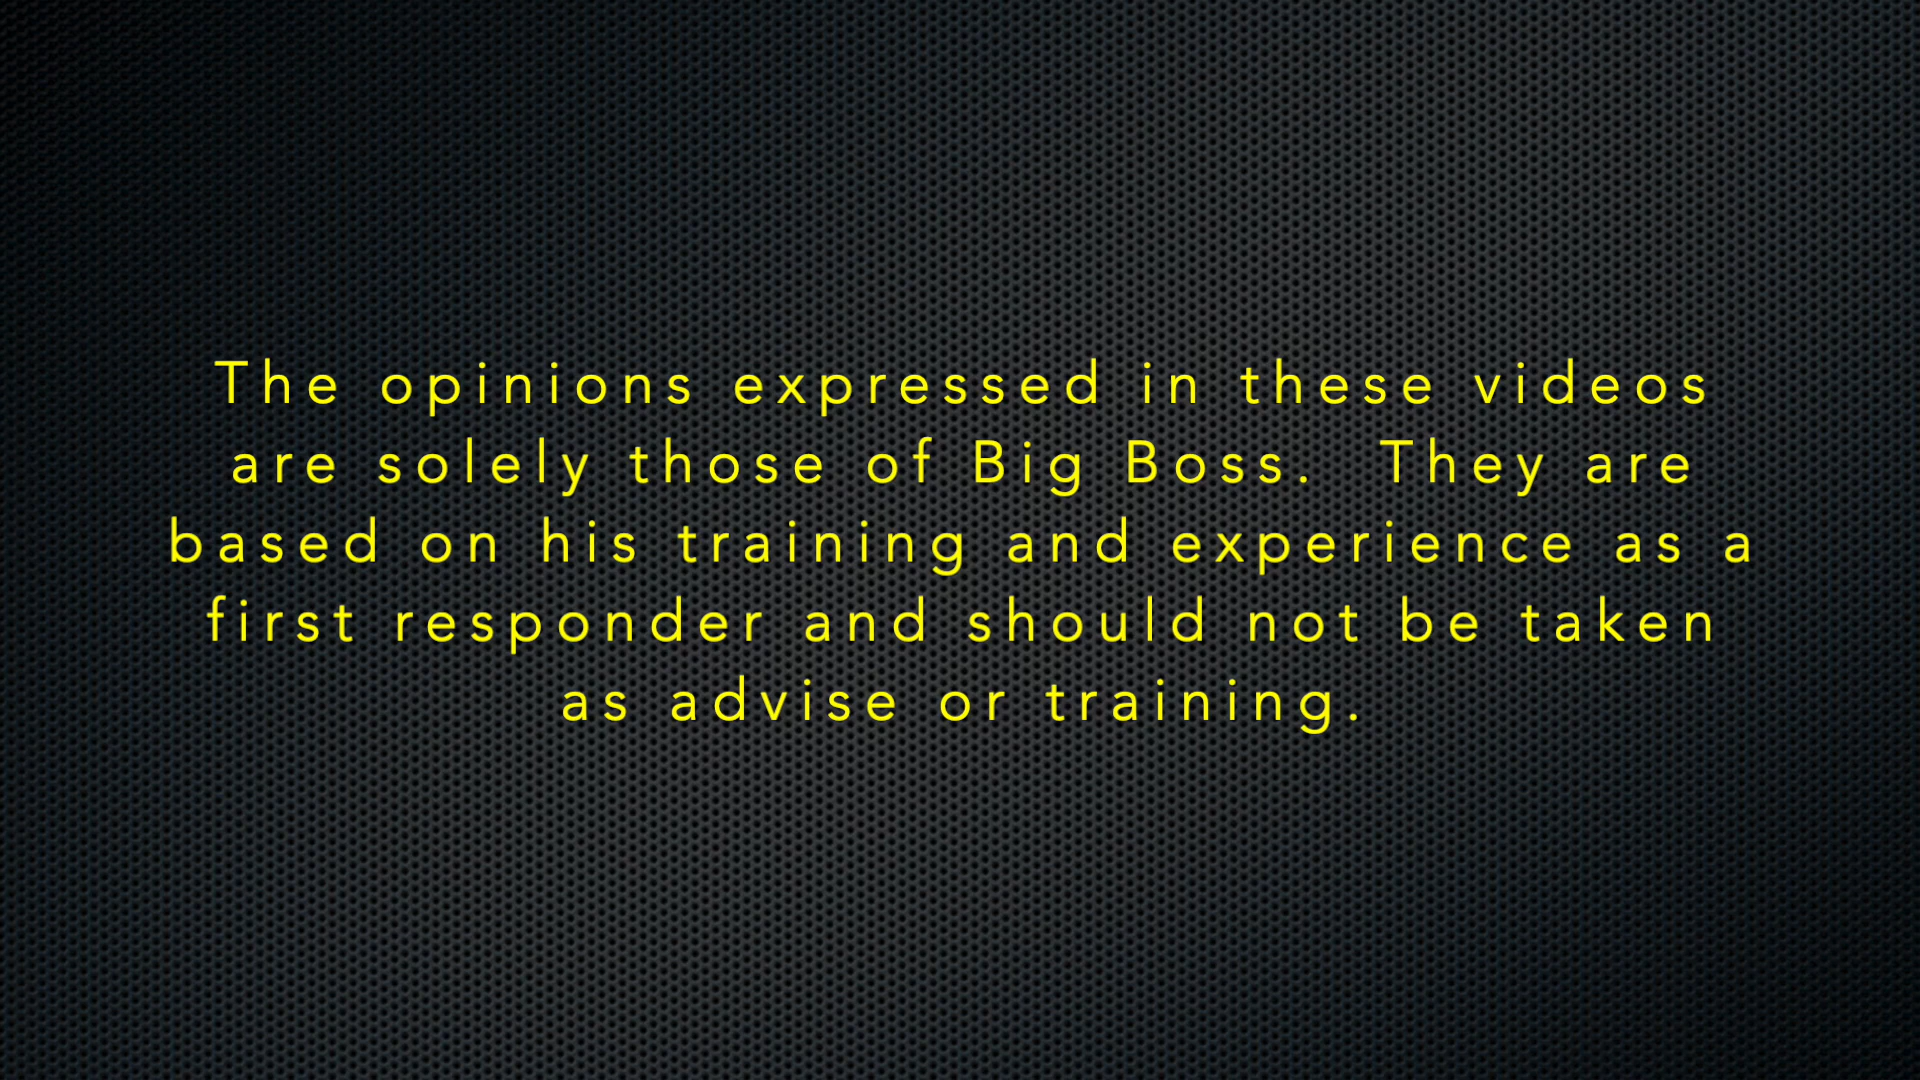 The opinions expressed in these videos
are solely those of Big Boss.  They are
based on his training and experience as a
first responder and should not be taken
as advise or training.